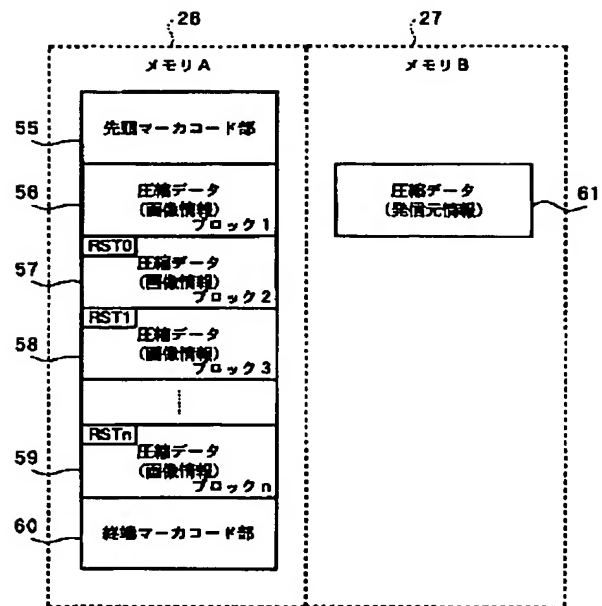 26
27
メモリA
メモリB
55
先頭マーカコード部
56
圧縮データ
(画像情報)
ブロック1
圧縮データ
(発信元情報)
61
57
RST0
圧縮データ
(画像情報)
ブロック2
58
RST1
圧縮データ
(画像情報)
ブロック3
59
RSTn
圧縮データ
(画像情報)
ブロックn
60
終端マーカコード部